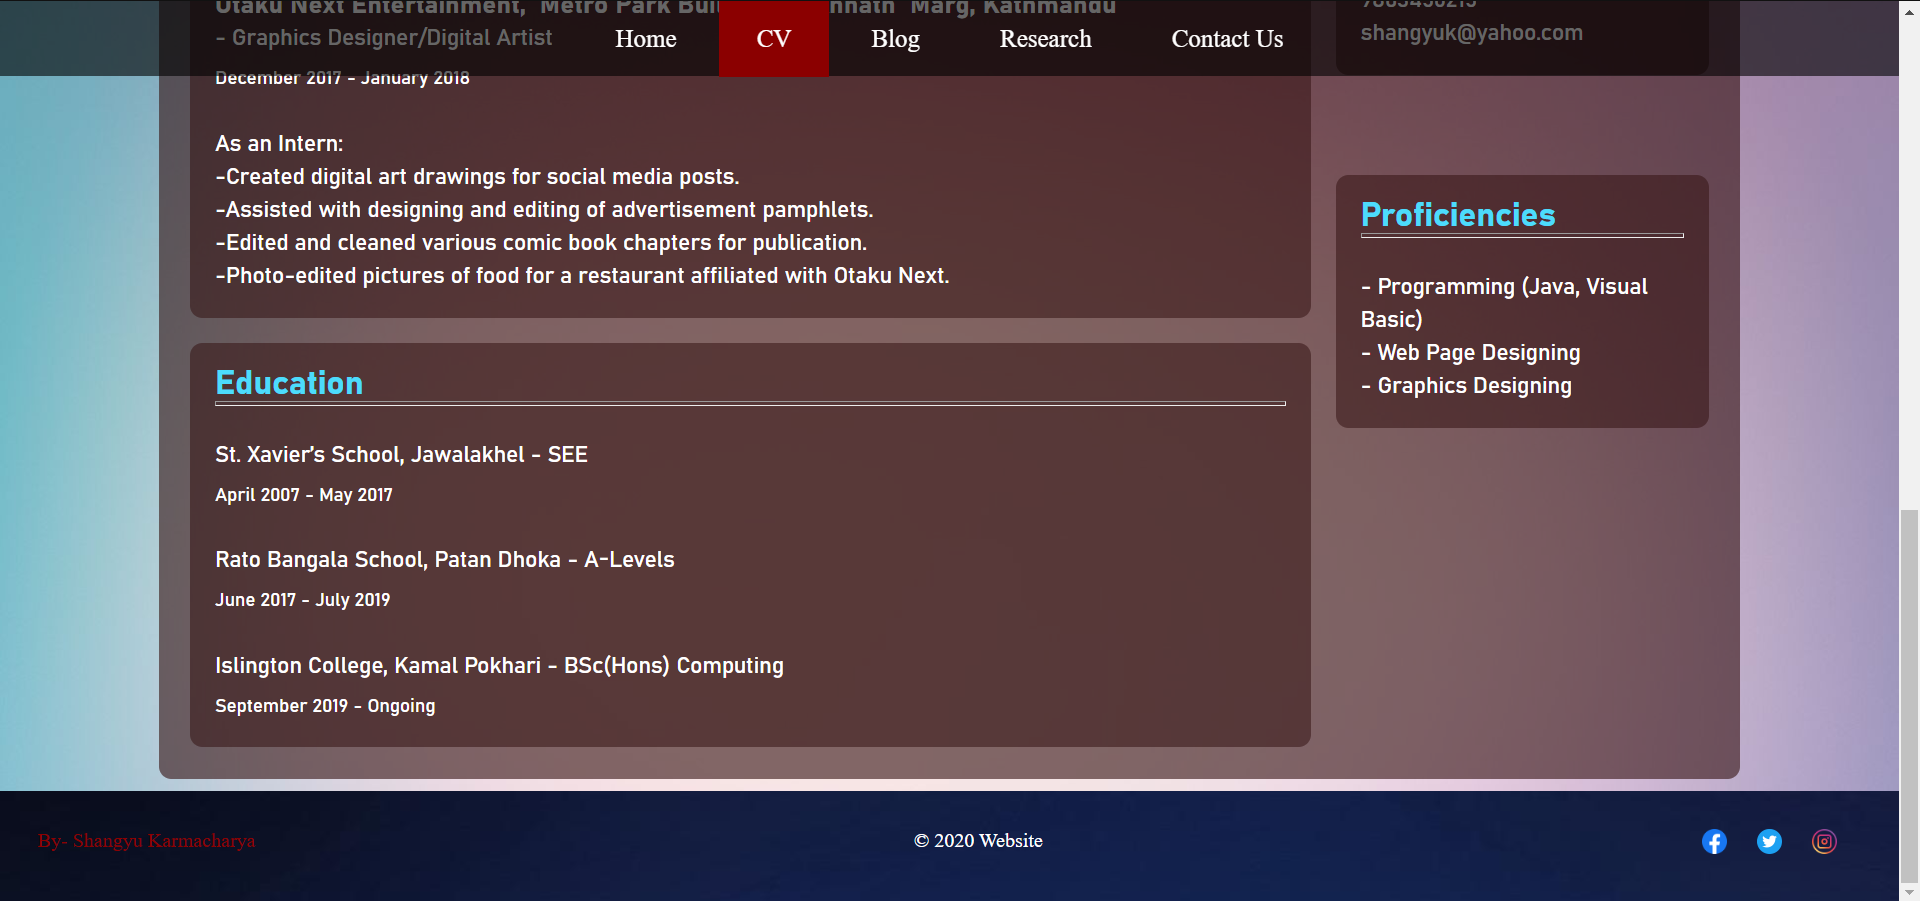 Home CV Blog Research Contact Us
Otaku Next Entertainment, Metro Park Marg, Kathmandu
- Graphics Designer/Digital Artist
December 2017 - January 2018
As an Intern:
-Created digital art drawings for social media posts.
-Assisted with designing and editing of advertisement pamphlets.
-Edited and cleaned various comic book chapters for publication.
-Photo-edited pictures of food for a restaurant affiliated with Otaku Next.
Education
St. Xavier’s School, Jawalakhel - SEE
April 2007 - May 2017
Rato Bangala School, Patan Dhoka - A-Levels
June 2017 - July 2019
Islington College, Kamal Pokhari - BSc(Hons) Computing
September 2019 - Ongoing
shangyuk@yahoo.com
Proficiencies
- Programming (Java, Visual
Basic)
- Web Page Designing
- Graphics Designing
By- Shangyu Karmacharya
© 2020 Website